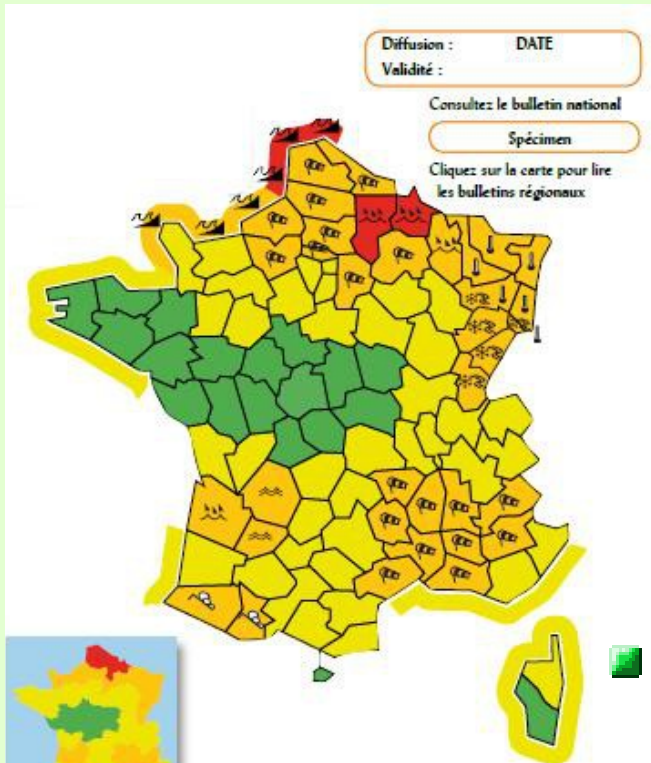 Diffusion : DATE
Validité :
Consultez le bulletin national
Spécimen
Cliquez sur la carte pour lire
les bulletins régionaux